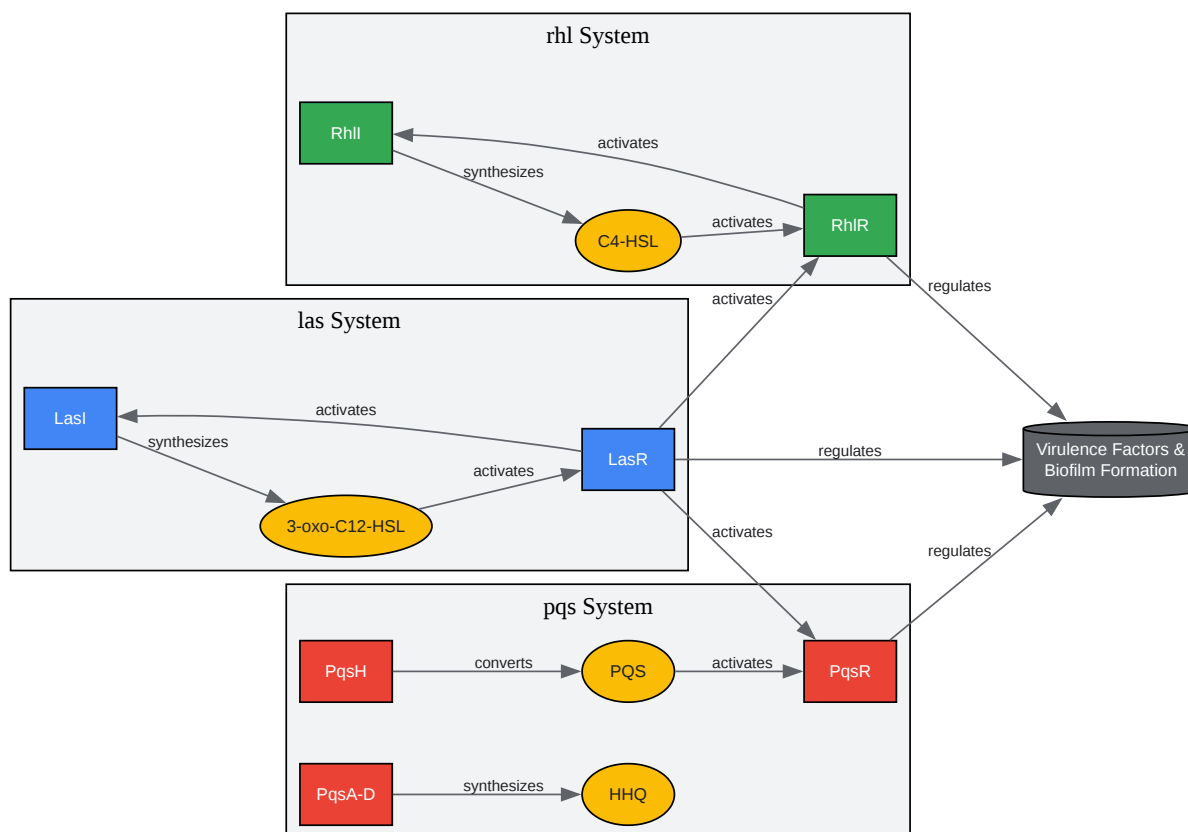 rhl System
RhlI
activates
synthesizes
C4-HSL
activates
RhlR
activates
regulates
las System
LasI
activates
synthesizes
3-oxo-C12-HSL
activates
LasR
regulates
Virulence Factors &
Biofilm Formation
activates
regulates
pqs System
PqsH
converts
PQS
activates
PqsR
PqsA-D
synthesizes
HHQ